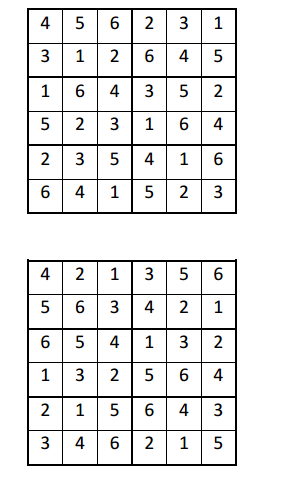 4 5 6 2 3 1
3 1 2 6 4 5
1 6 4 3 5 2
5 2 3 1 6 4
2 3 5 4 1 6
6 4 1 5 2 3
4 2 1 3 5 6
5 6 3 4 2 1
6 5 4 1 3 2
1 3 2 5 6 4
2 1 5 6 4 3
3 4 6 2 1 5